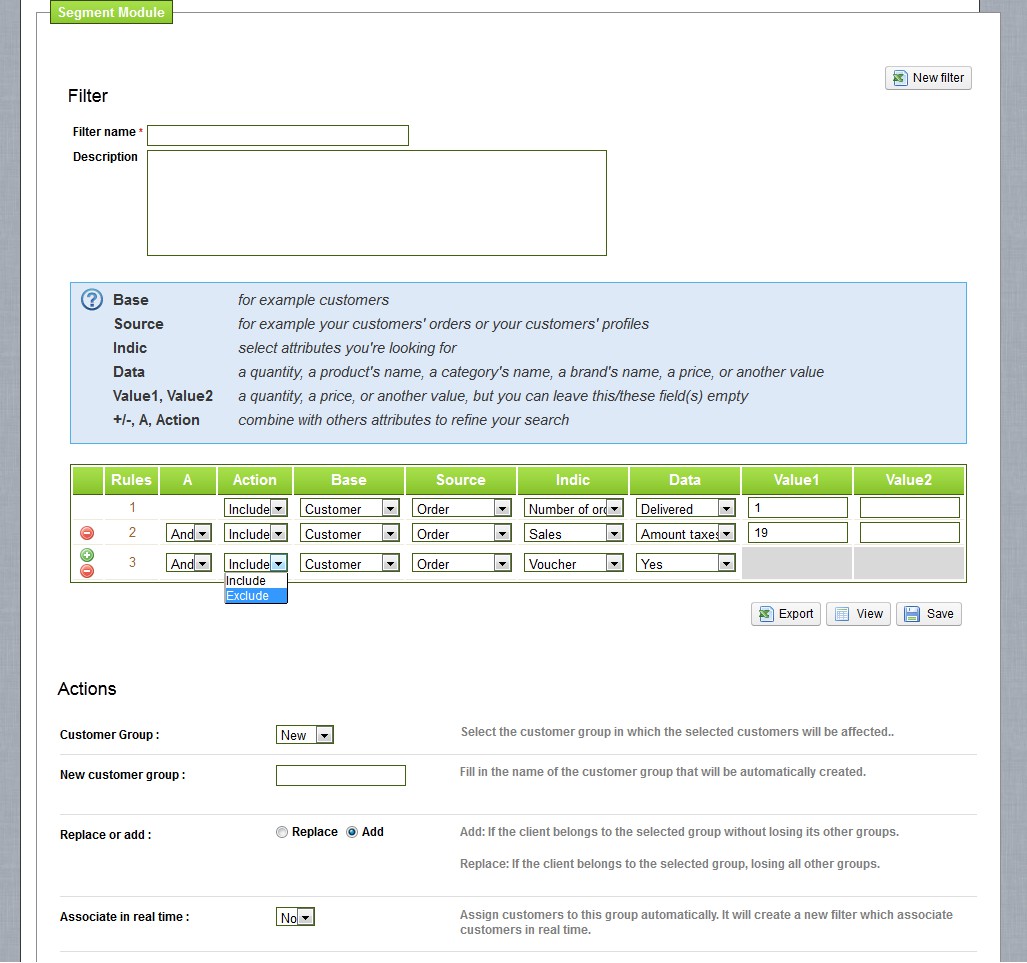 Segment Module
New filter
Filter
Filter name *
Description
? Base for example customers
Source for example your customers' orders or your customers' profiles
Indic select attributes you're looking for
Data a quantity, a product's name, a category's name, a brand's name, a price, or another value
Value1, Value2 a quantity, a price, or another value, but you can leave this/these field(s) empty
+/-, A, Action combine with others attributes to refine your search
Rules A Action Base Source Indic Data Value1 Value2
1 Include Customer Order Number of ord Delivered 1
2 And Include Customer Order Sales Amount taxes 19
3 And Include Customer Order Voucher Yes
Include
Exclude
Export View Save
Actions
Customer Group : New Select the customer group in which the selected customers will be affected..
New customer group : Fill in the name of the customer group that will be automatically created.
Replace or add : Replace Add Add: If the client belongs to the selected group without losing its other groups.
Replace: If the client belongs to the selected group, losing all other groups.
Associate in real time : No Assign customers to this group automatically. It will create a new filter which associate
customers in real time.